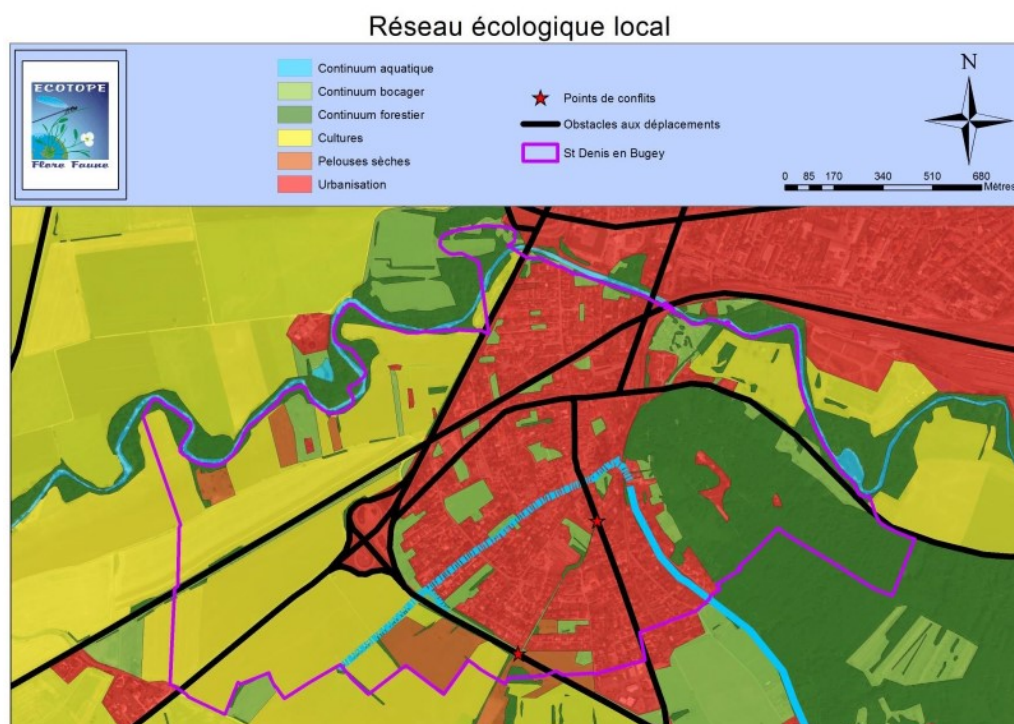 Réseau écologique local
ECOTOPE
Flore Faune
Continuum aquatique
Continuum bocager
Continuum forestier
Cultures
Pelouses sèches
Urbanisation
Points de conflits
Obstacles aux déplacements
St Denis en Bugey
N
0 85 170 340 510 680
Mètres